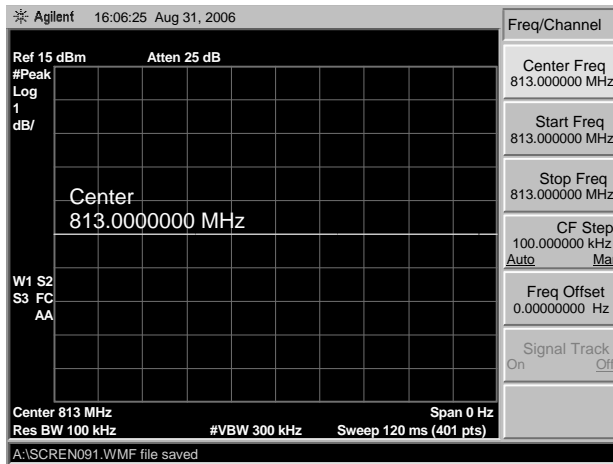 Agilent 16:06:25 Aug 31, 2006
Freq/Channel
Ref 15 dBm Atten 25 dB
#Peak
Log
1
dB/
Center
813.0000000 MHz
W1 S2
S3 FC
AA
Center 813 MHz Span 0 Hz
Res BW 100 kHz #VBW 300 kHz Sweep 120 ms (401 pts)
A:\SCREN091.WMF file saved
Center Freq
813.000000 MHz
Start Freq
813.000000 MHz
Stop Freq
813.000000 MHz
CF Step
100.000000 kHz
Auto Ma
Freq Offset
0.00000000 Hz
Signal Track
On Off